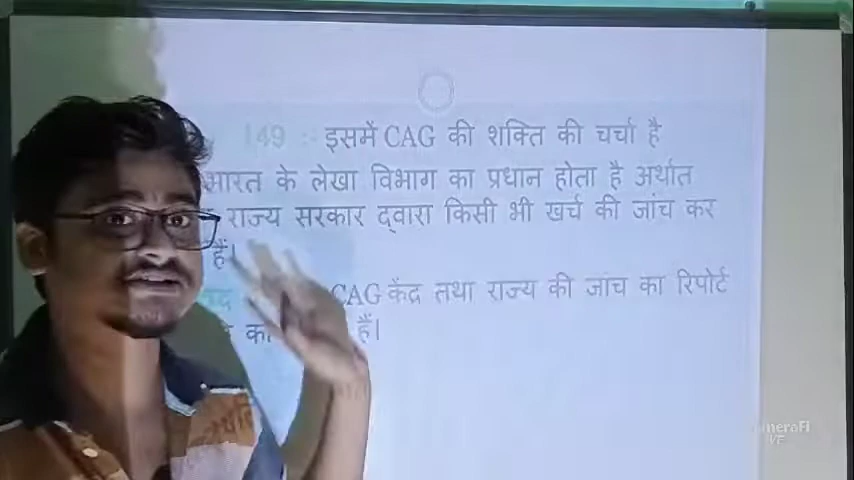 149 :- इसमें CAG की शक्ति की चर्चा है
भारत के लेखा विभाग का प्रधान होता है अर्थात
राज्य सरकार द्वारा किसी भी खर्च की जांच कर
हैं।
CAG केंद्र तथा राज्य की जांच का रिपोर्ट
हैं।